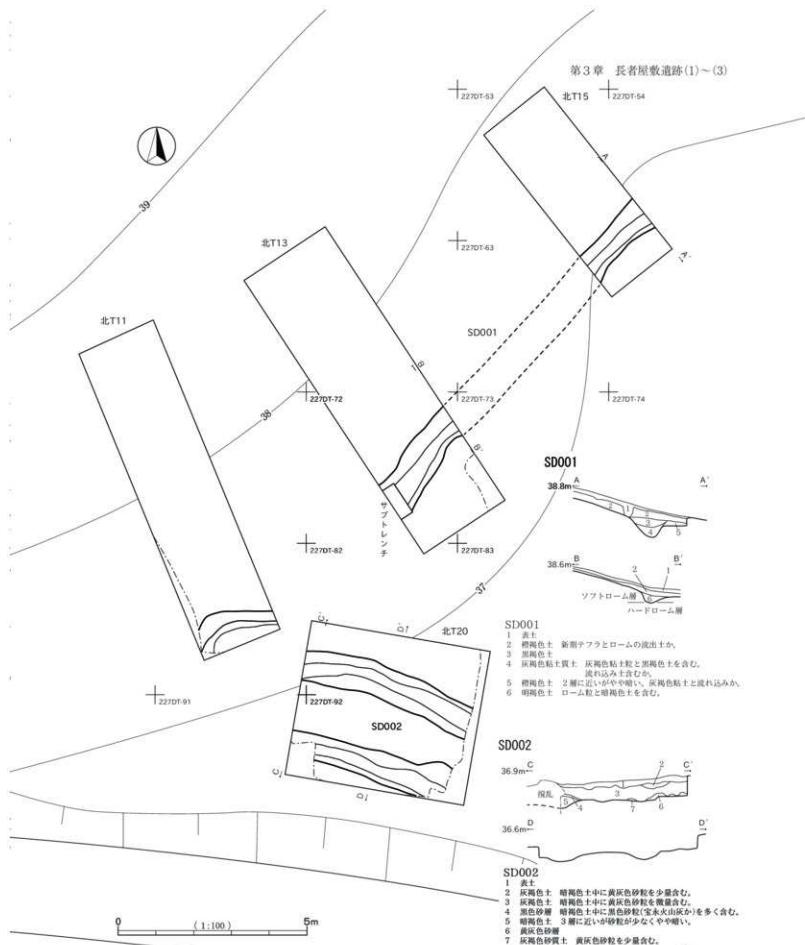 第3章 長者屋敷遺跡(1)～(3)
227DT-53
227DT-54
北T15
A
39
北T13
227DT-63
A'
北T11
SD001
B
227DT-72
227DT-73
227DT-74
38
B'
SD001
38.8m A A'
2 1 2
3
4 5
サブトレンチ
38.6m B B'
2 1
6
ソフトローム層
ハードローム層
227DT-82
227DT-83
37
C'
D'
北T20
SD001
1 表土
2 橙褐色土 新期テフラとロームの流出土か。
3 黒褐色土
4 灰褐色粘土質土 灰褐色粘土粒と黒褐色土を含む。
流れ込み土含むか。
5 橙褐色土 2層に近いがやや暗い。灰褐色粘土と流れ込みか。
6 明褐色土 ローム粒と暗褐色土を含む。
227DT-91
227DT-92
SD002
C
D
SD002
36.9m C C'
2
攪乱 3
5 4 7 6
36.6m D D'
SD002
1 表土
2 灰褐色土 暗褐色土中に黄灰色砂粒を少量含む。
3 灰褐色土 暗褐色土中に黄灰色砂粒を微量含む。
4 黒色砂層 暗褐色土中に黒色砂粒(宝永火山灰か)を多く含む。
5 暗褐色土 3層に近いが砂粒が少なくやや暗い。
6 黄灰色砂層
7 灰褐色砂質土 黄灰色砂粒を少量含む。
0 (1:100) 5m